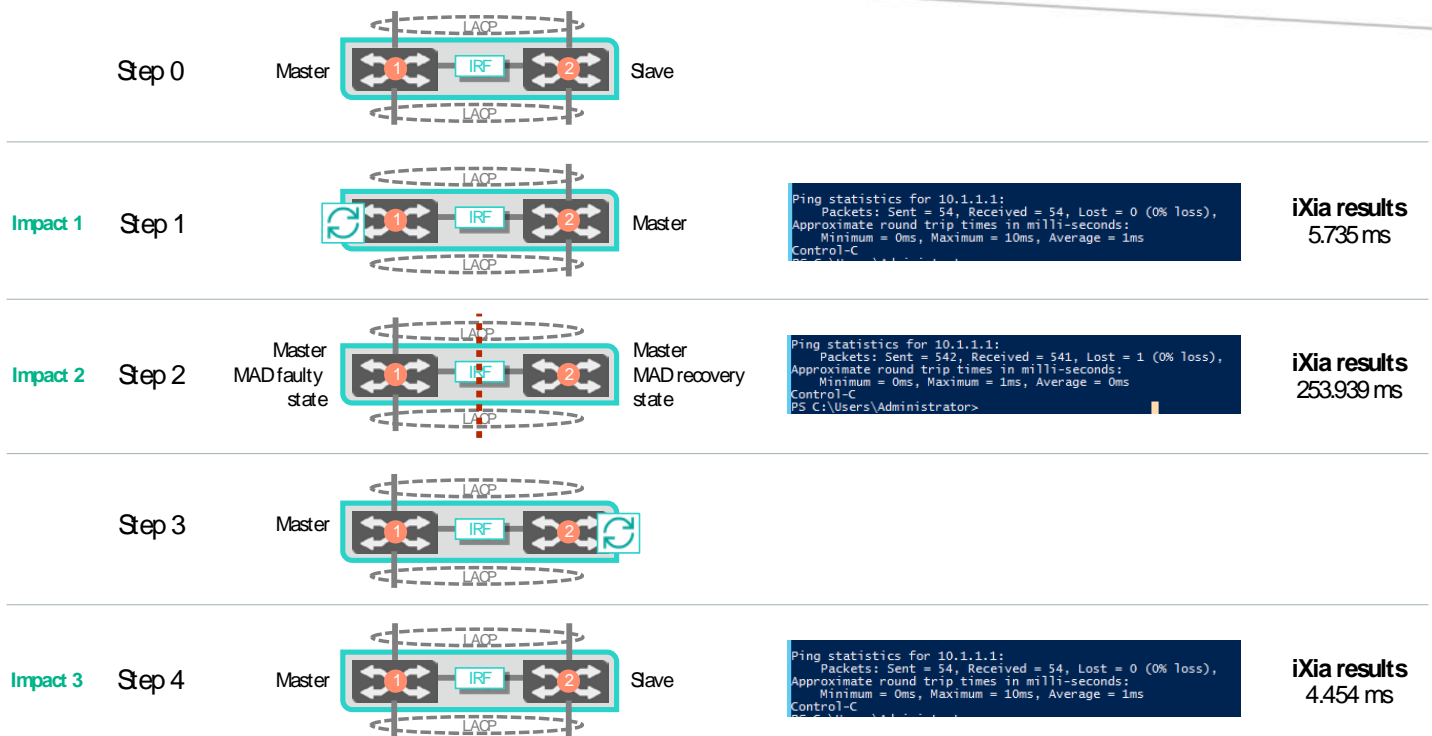 LACP
Step 0
Master
1
IRF
2
Slave
LACP
LACP
Impact 1
Step 1
1
IRF
2
Master
LACP
Ping statistics for 10.1.1.1:
Packets: Sent = 54, Received = 54, Lost = 0 (0% loss),
Approximate round trip times in milli-seconds:
Minimum = 0ms, Maximum = 10ms, Average = 1ms
Control-C
iXia results
5.735 ms
LACP
Impact 2
Step 2
Master
MAD faulty
state
1
IRF
2
Master
MAD recovery
state
LACP
Ping statistics for 10.1.1.1:
Packets: Sent = 542, Received = 541, Lost = 1 (0% loss),
Approximate round trip times in milli-seconds:
Minimum = 0ms, Maximum = 1ms, Average = 0ms
Control-C
PS C:\Users\Administrator>
iXia results
253.939 ms
LACP
Step 3
Master
1
IRF
2
LACP
LACP
Impact 3
Step 4
Master
1
IRF
2
Slave
LACP
Ping statistics for 10.1.1.1:
Packets: Sent = 54, Received = 54, Lost = 0 (0% loss),
Approximate round trip times in milli-seconds:
Minimum = 0ms, Maximum = 10ms, Average = 1ms
Control-C
iXia results
4.454 ms